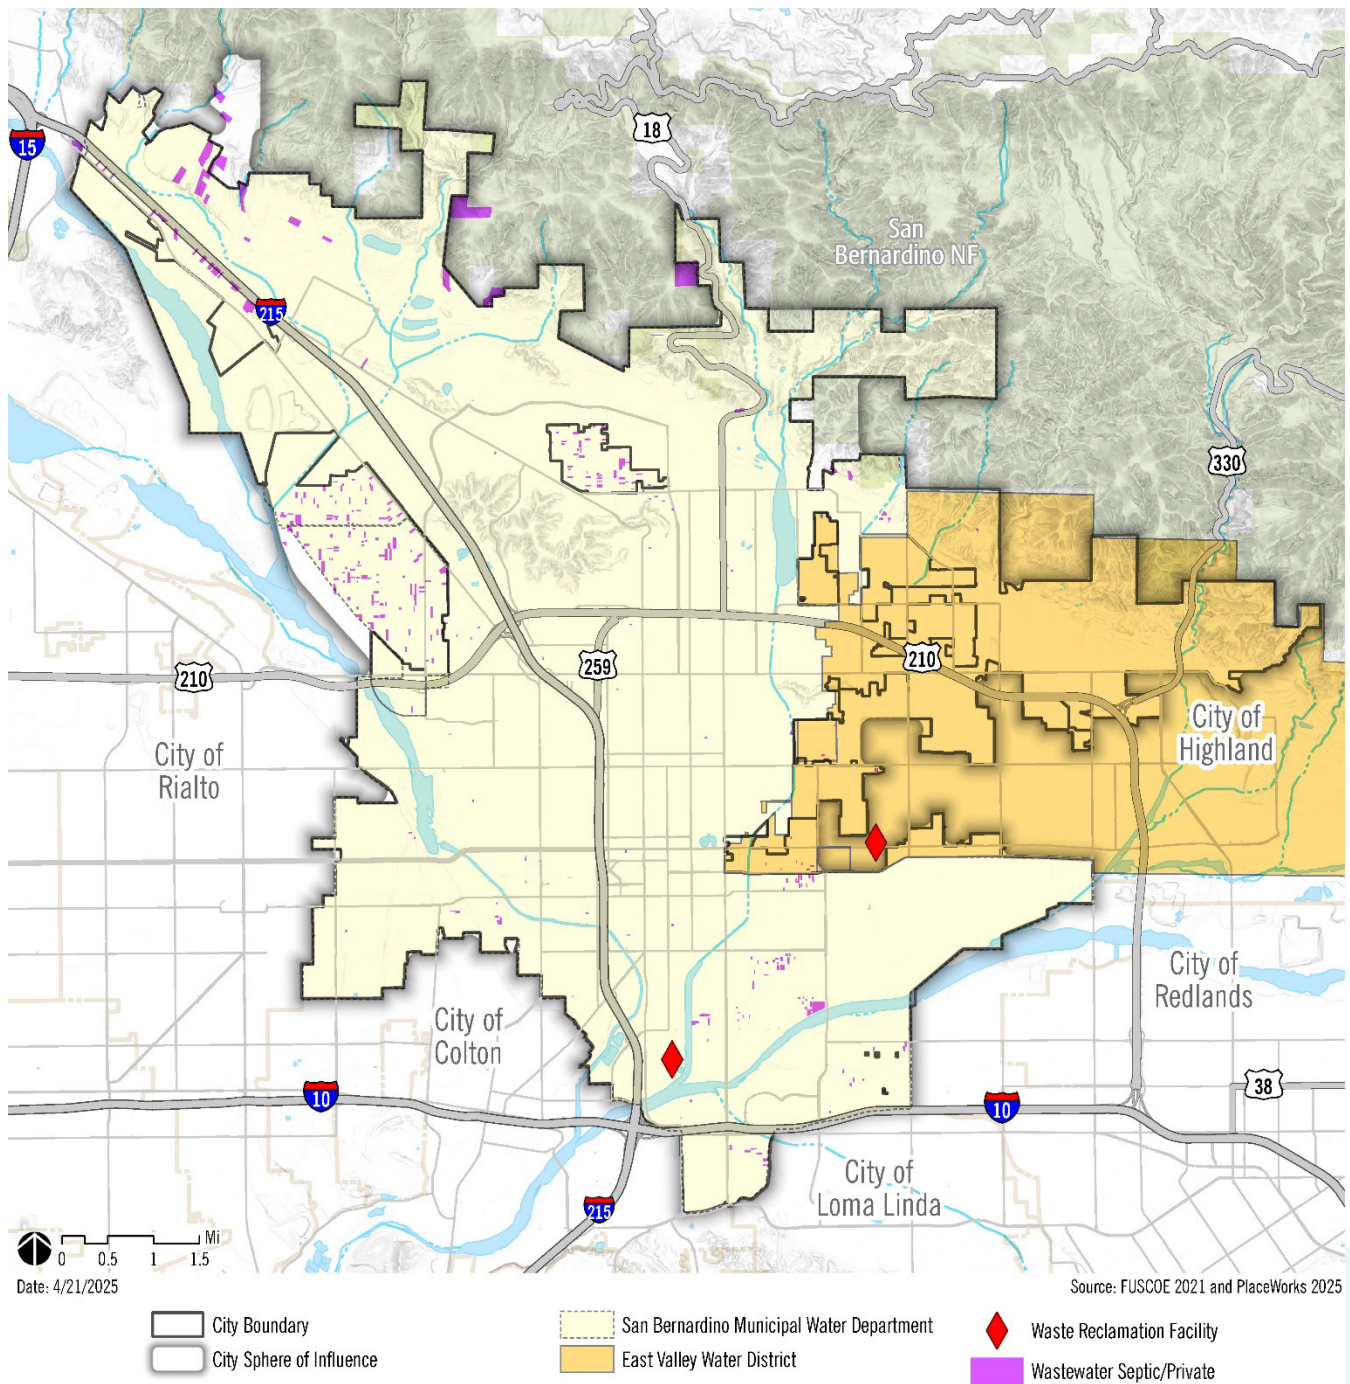 18
15
San
Bernardino NF
215
330
210
259
210
City of
Highland
City of
Rialto
City of
Redlands
City of
Colton
38
10
10
City of
Loma Linda
215
Mi
0 0.5 1 1.5
Date: 4/21/2025
Source: FUSCOE 2021 and PlaceWorks 2025
City Boundary
San Bernardino Municipal Water Department
Waste Reclamation Facility
City Sphere of Influence
East Valley Water District
Wastewater Septic/Private